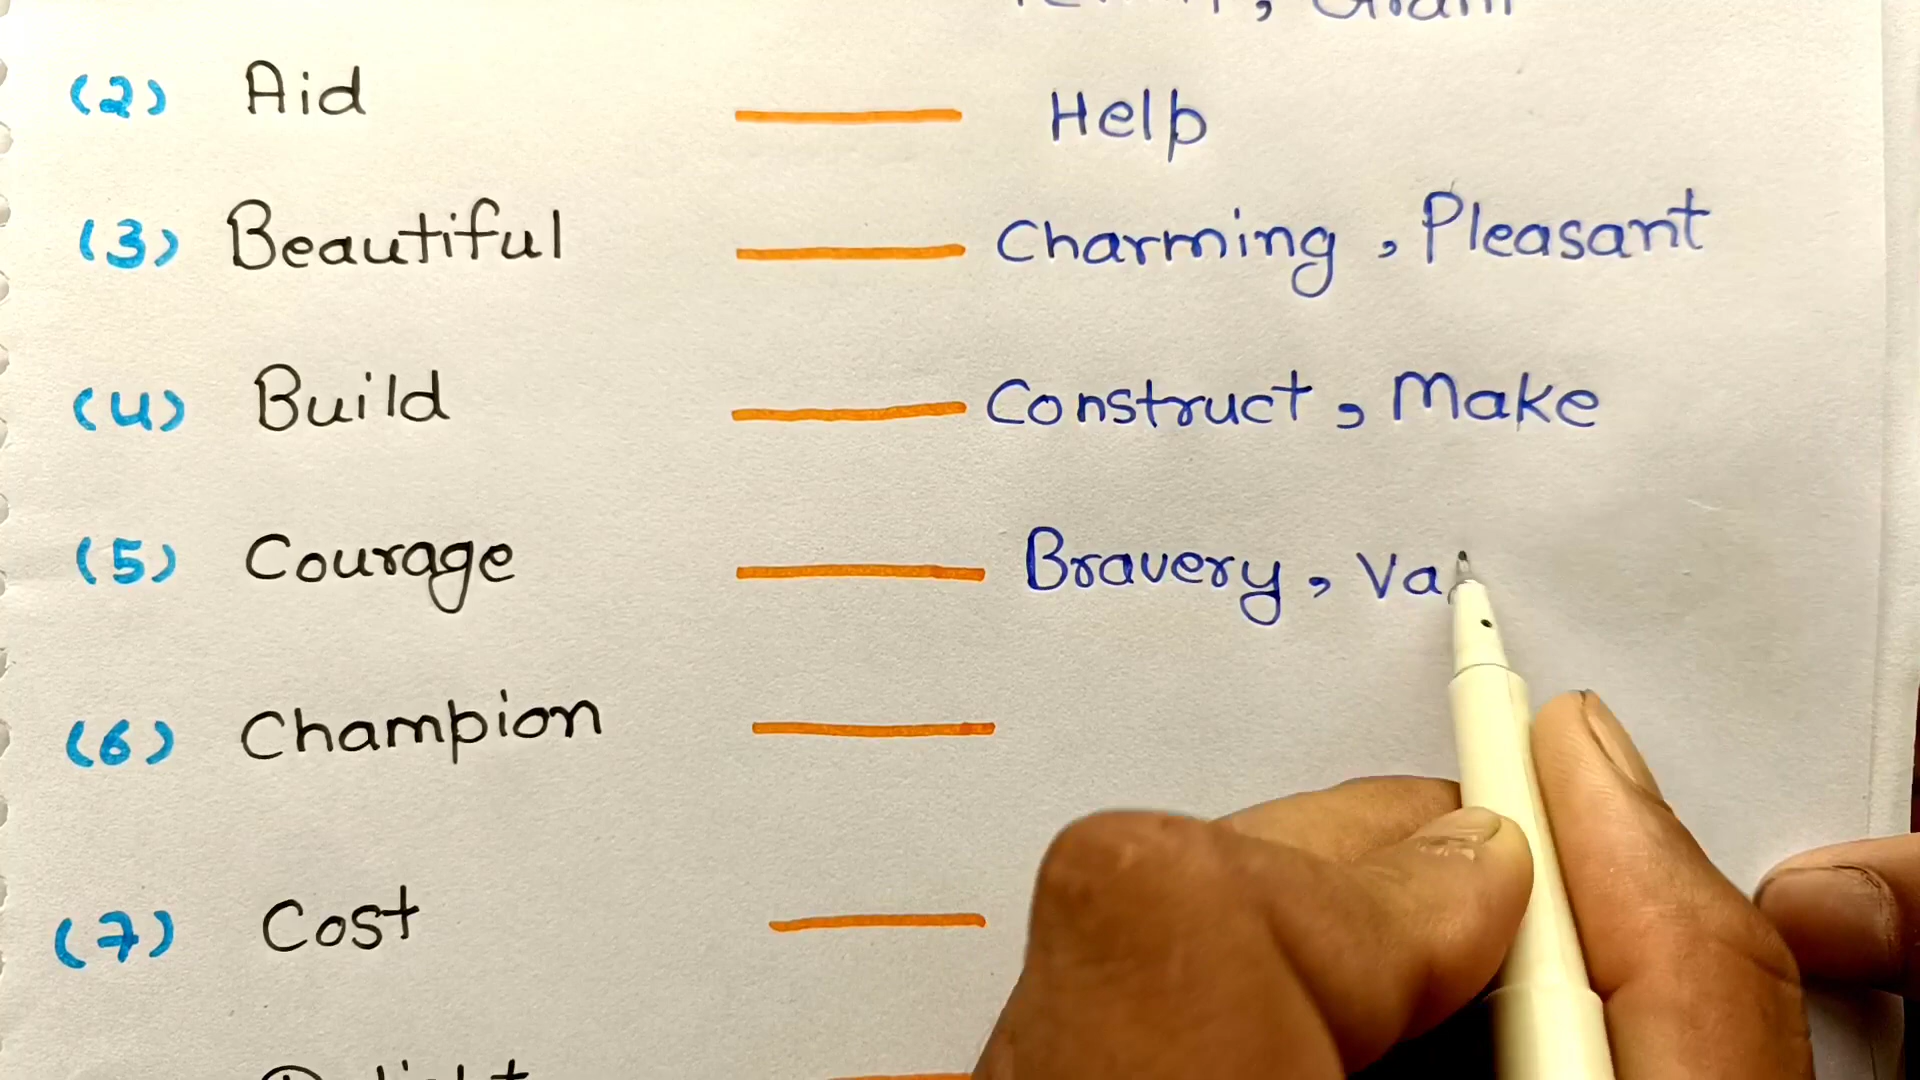 (2) Aid Help
(3) Beautiful Charming, Pleasant
(4) Build Construct, Make
(5) Courage Bravery, Va
(6) Champion
(7) Cost